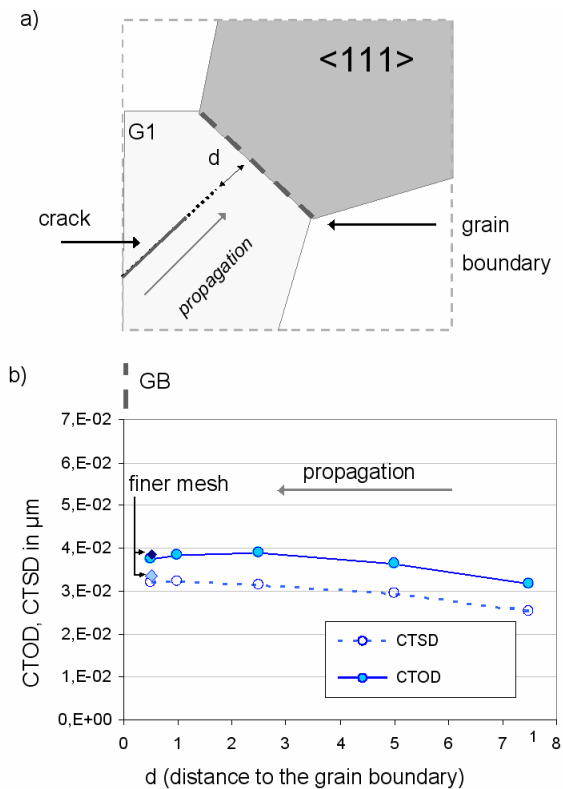 a)
<111>
G1
d
crack
propagation
grain
boundary
b)
GB
7,E-02
6,E-02
5,E-02
4,E-02
3,E-02
2,E-02
1,E-02
0,E+00
CTOD, CTSD in µm
finer mesh
propagation
CTSD
CTOD
0 1 2 3 4 5 6 7 1 8
d (distance to the grain boundary)